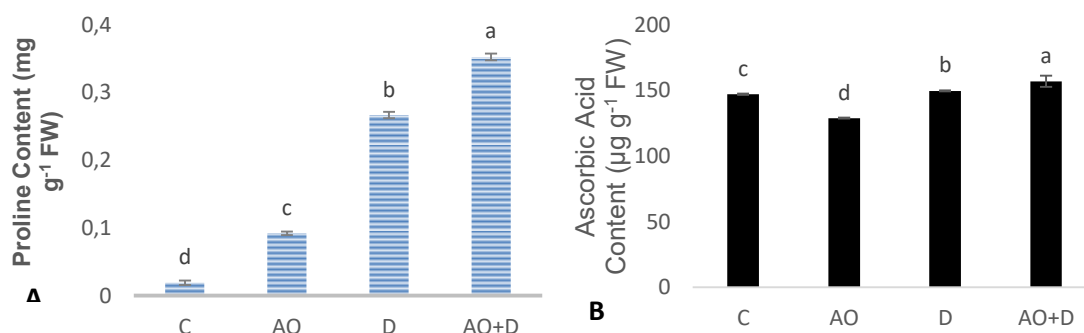 Proline Content (mg
g⁻¹ FW)
0,4
0,3
0,2
0,1
0
d
c
b
a
C
AO
D
AO+D
A
Ascorbic Acid
Content (µg g⁻¹ FW)
200
150
100
50
0
c
d
b
a
C
AO
D
AO+D
B